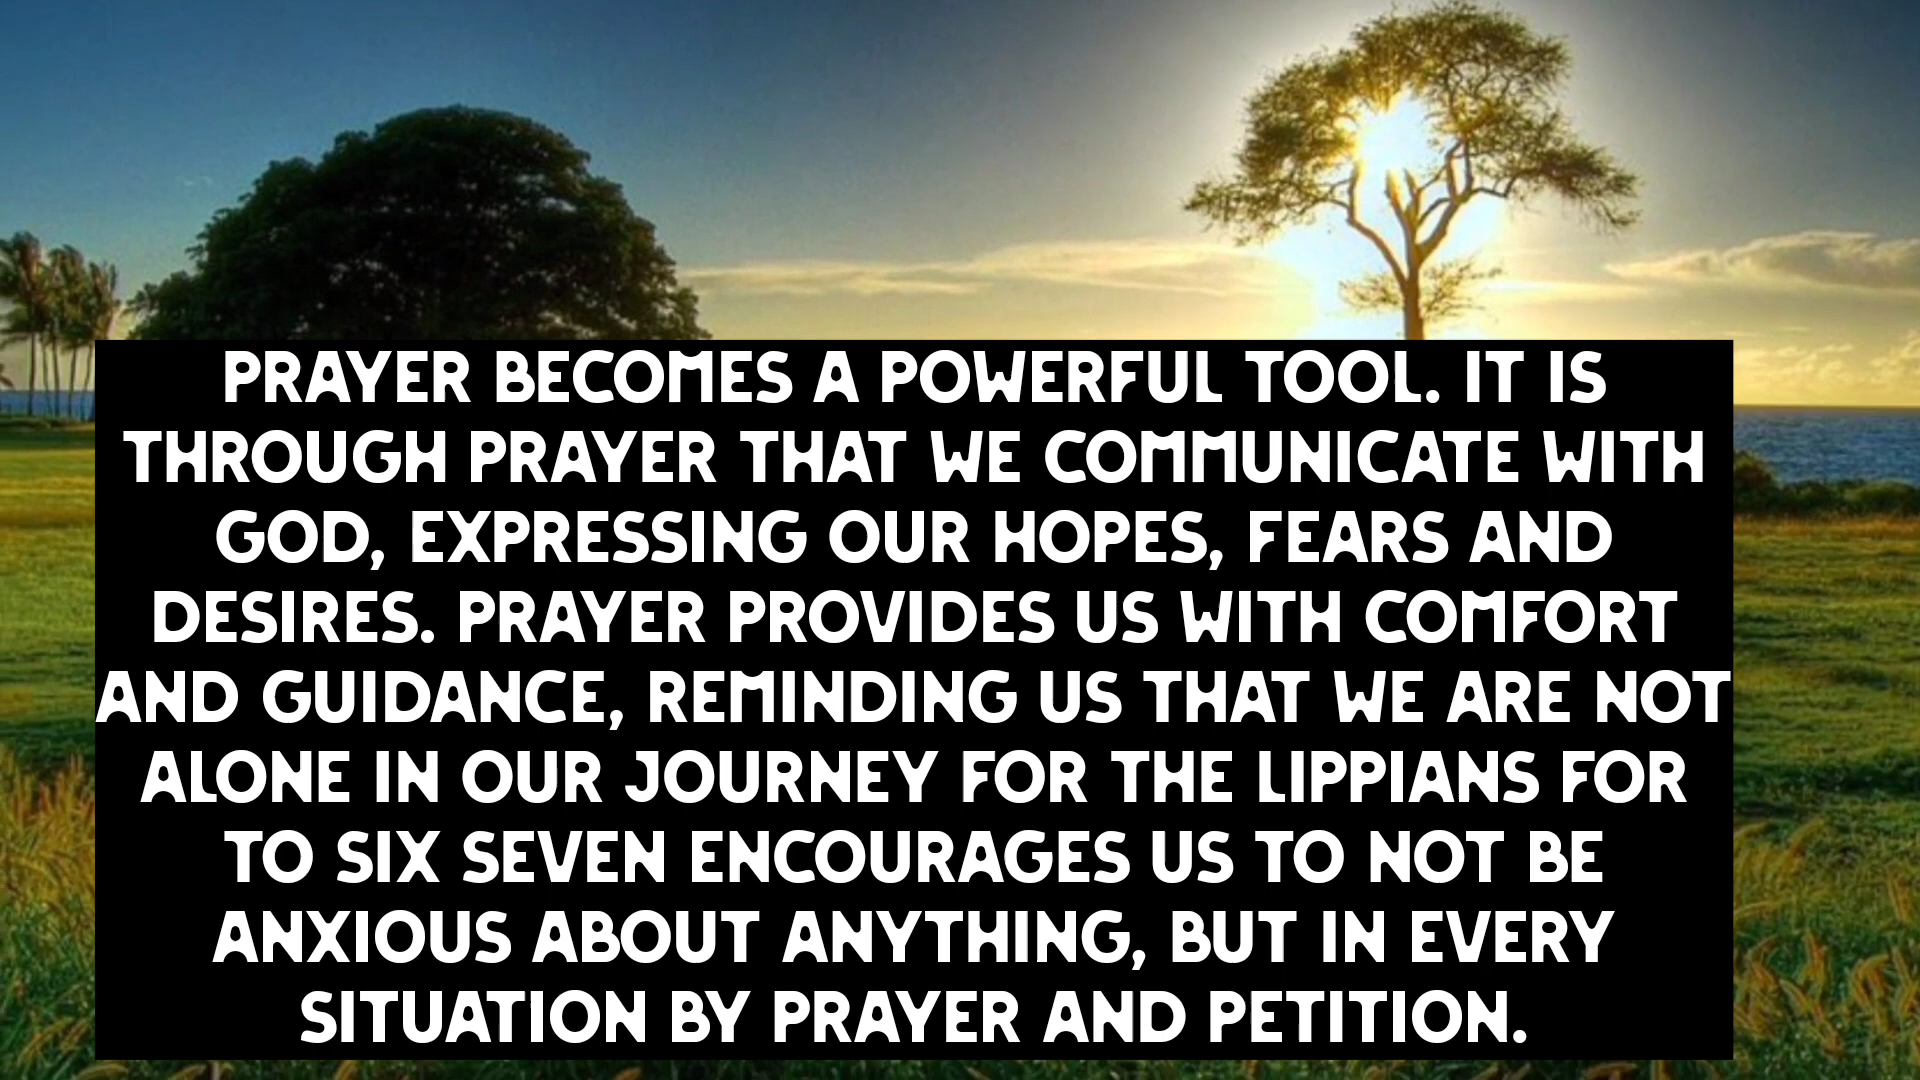 PRAYER BECOMES A POWERFUL TOOL. IT IS
THROUGH PRAYER THAT WE COMMUNICATE WITH
GOD, EXPRESSING OUR HOPES, FEARS AND
DESIRES. PRAYER PROVIDES US WITH COMFORT
AND GUIDANCE, REMINDING US THAT WE ARE NOT
ALONE IN OUR JOURNEY FOR THE LIPPIANS FOR
TO SIX SEVEN ENCOURAGES US TO NOT BE
ANXIOUS ABOUT ANYTHING, BUT IN EVERY
SITUATION BY PRAYER AND PETITION.